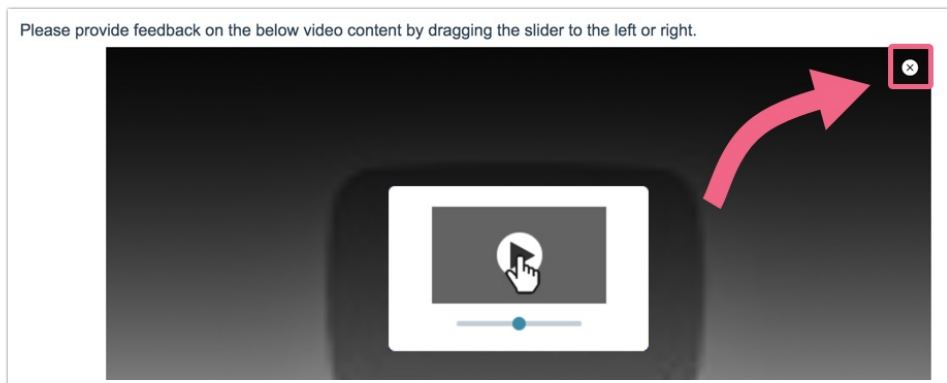 Please provide feedback on the below video content by dragging the slider to the left or right.